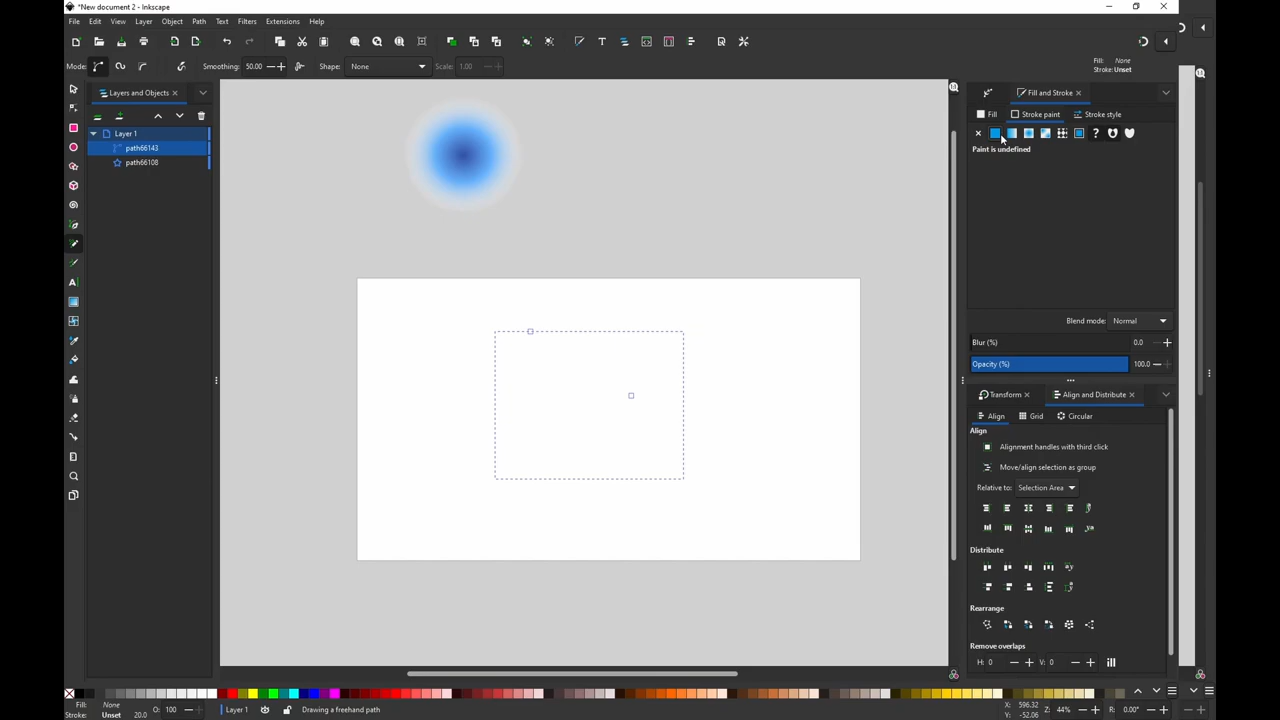 *New document 2 - Inkscape
File Edit View Layer Object Path Text Filters Extensions Help
Mode: Smoothing: 50.00 Shape: None Scale: 1.00
Fill: None
Stroke: Unset
Layers and Objects
Layer 1
path66143
path66108
Fill and Stroke
Fill Stroke paint Stroke style
Paint is undefined
Blend mode: Normal
Blur (%) 0.0
Opacity (%) 100.0
Transform Align and Distribute
Align Grid Circular
Align
Alignment handles with third click
Move/align selection as group
Relative to: Selection Area
Distribute
Rearrange
Remove overlaps
H: 0 V: 0
Fill: None
Stroke: Unset 20.0 O: 100 Layer 1 Drawing a freehand path
X: 596.32
Y: -52.06
Z: 44% R: 0.00°